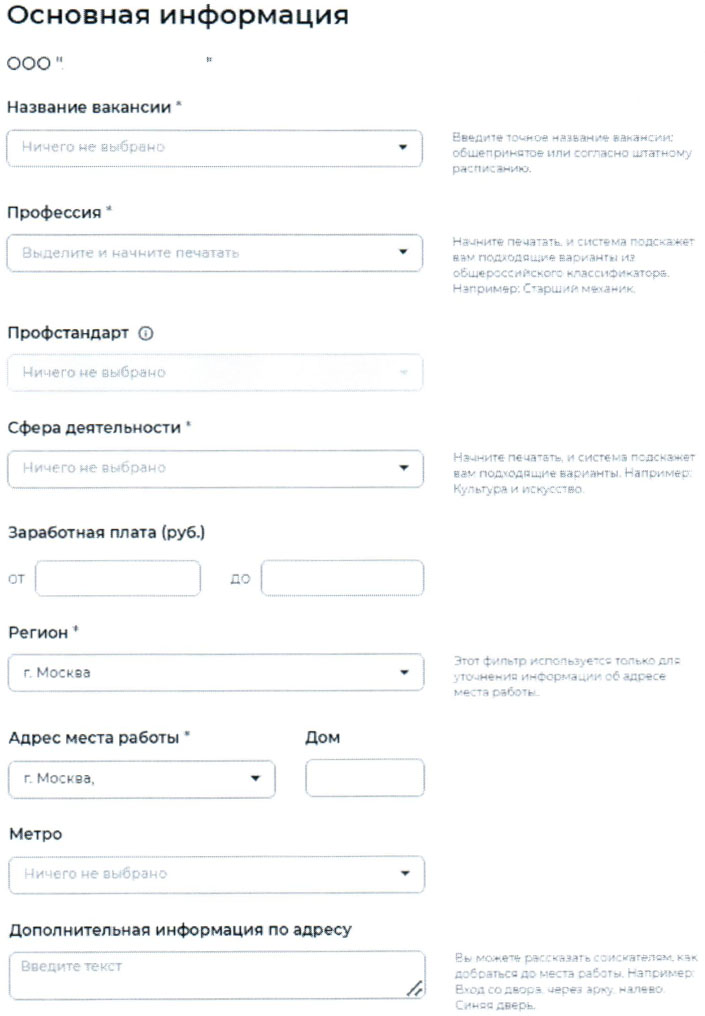 Основная информация
ООО ". "
Название вакансии *
Ничего не выбрано
Введите точное название вакансии:
общепринятое или согласно штатному
расписанию.
Профессия *
Выделите и начните печатать
Начните печатать, и система подскажет
вам подходящие варианты из
общероссийского классификатора.
Например: Старший механик.
Профстандарт
Ничего не выбрано
Сфера деятельности *
Ничего не выбрано
Начните печатать, и система подскажет
вам подходящие варианты. Например:
Культура и искусство.
Заработная плата (руб.)
от до
Регион *
г. Москва
Этот фильтр используется только для
уточнения информации об адресе
места работы.
Адрес места работы * Дом
г. Москва,
Метро
Ничего не выбрано
Дополнительная информация по адресу
Введите текст
Вы можете рассказать соискателям, как
добраться до места работы. Например:
Вход со двора, через арку, налево.
Синяя дверь.